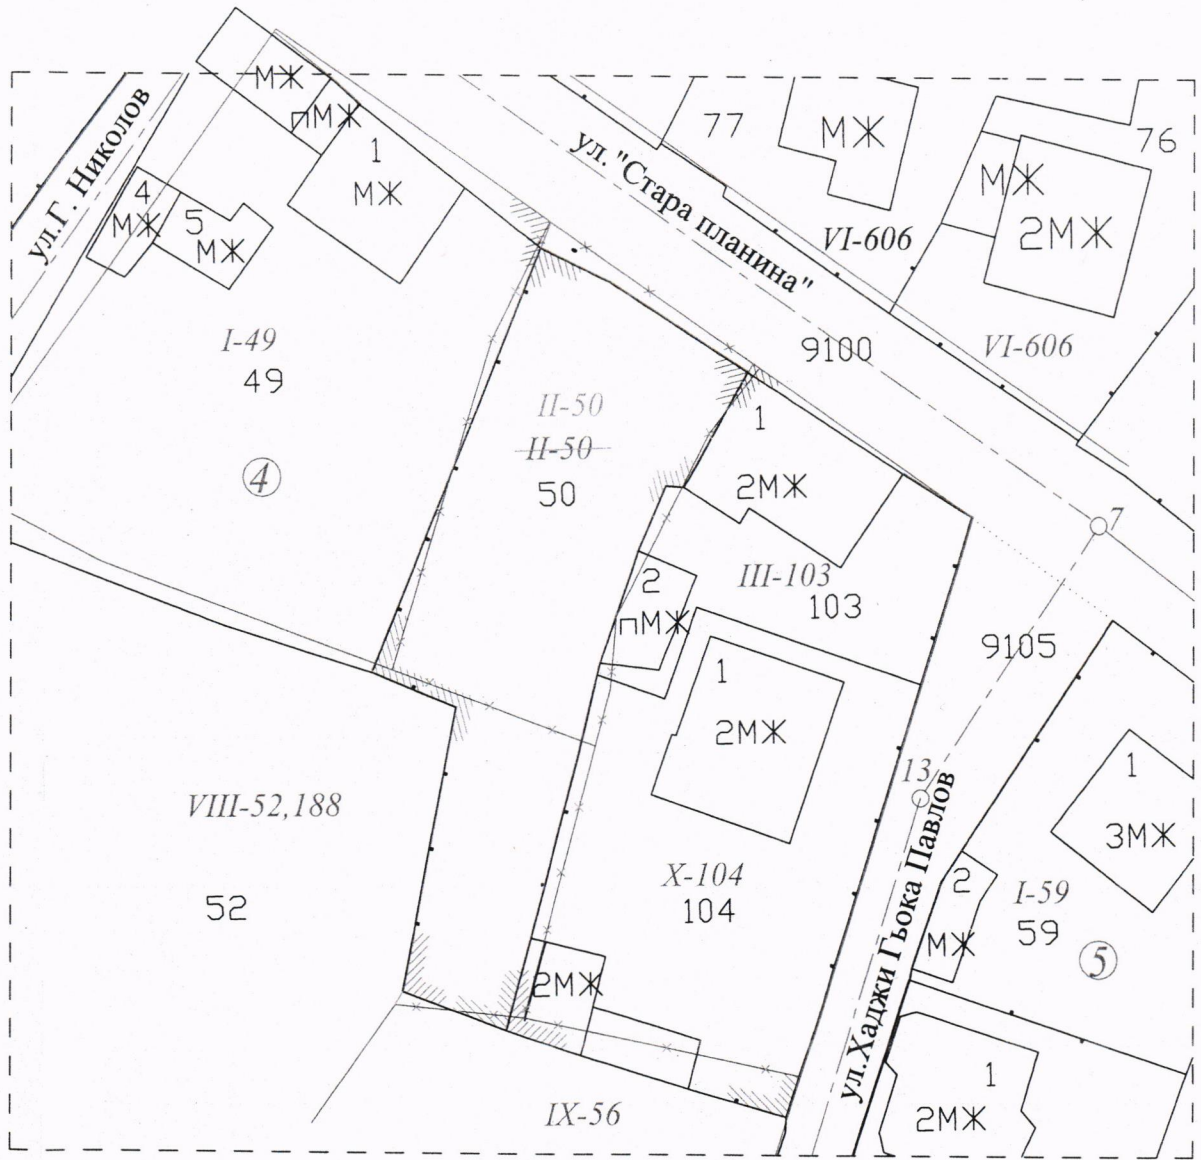 МЖ
пМЖ
1
МЖ
ул.Г. Николов
4
МЖ
5
МЖ
77
МЖ
76
МЖ
2МЖ
ул. "Стара планина"
VI-606
VI-606
9100
I-49
49
4
II-50
II-50
50
1
2МЖ
7
2
пМЖ
III-103
103
9105
1
2МЖ
13
ул.Хаджи Гьока Павлов
1
3МЖ
VIII-52,188
52
X-104
104
2
МЖ
I-59
59
5
2МЖ
IX-56
1
2МЖ